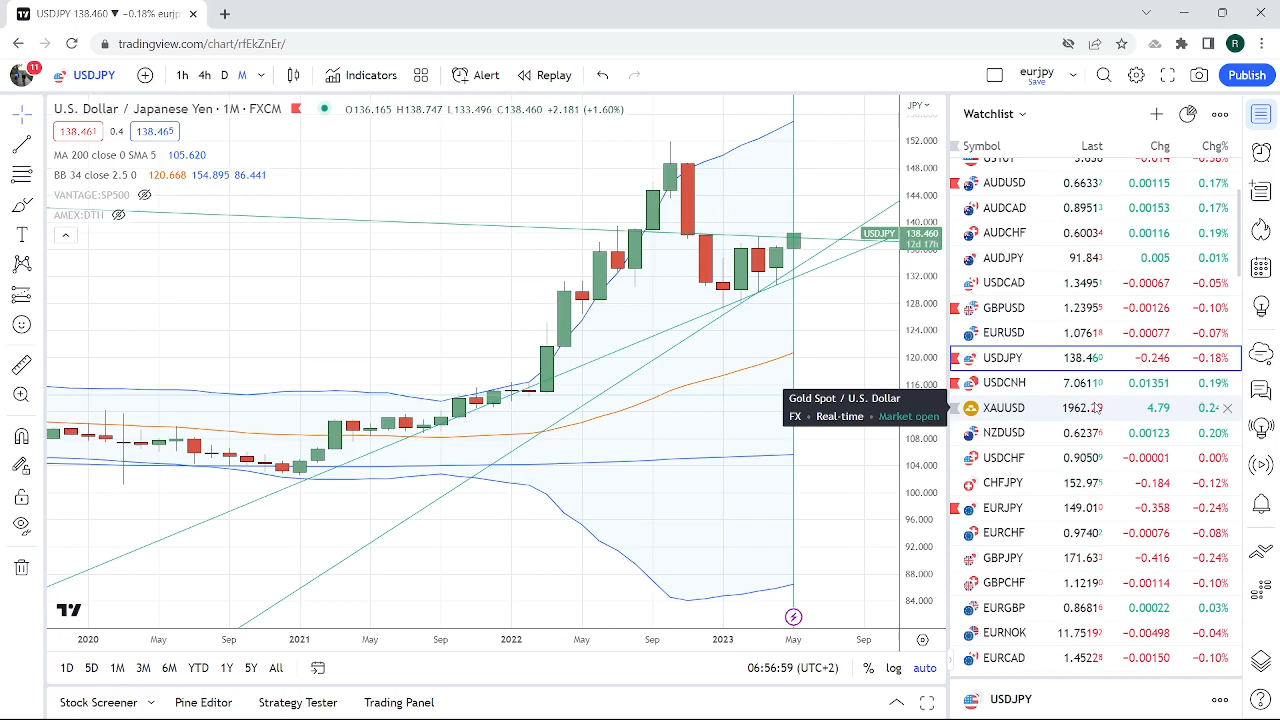 USDJPY 138.460 ▼ −0.18% eurjp
tradingview.com/chart/rfEkZnEr/
R
11
USDJPY 1h 4h D M Indicators Alert Replay eurjpy Save Publish
U.S. Dollar / Japanese Yen · 1M · FXCM O136.165 H138.747 L133.496 C138.460 +2.181 (+1.60%)
138.461 0.4 138.465
MA 200 close 0 SMA 5 105.620
BB 34 close 2.5 0 120.668 154.895 86.441
VANTAGE:SP500
AMEX:DTH
JPY
152.000
148.000
144.000
140.000
USDJPY 138.460
12d 17h
132.000
128.000
124.000
120.000
116.000
108.000
104.000
100.000
96.000
92.000
88.000
84.000
Gold Spot / U.S. Dollar
FX • Real-time • Market open
2020 May Sep 2021 May Sep 2022 May Sep 2023 May Sep
1D 5D 1M 3M 6M YTD 1Y 5Y All 06:56:59 (UTC+2) % log auto
Stock Screener Pine Editor Strategy Tester Trading Panel
Watchlist
Symbol Last Chg Chg%
AUDUSD 0.66332 0.00115 0.17%
AUDCAD 0.89513 0.00153 0.17%
AUDCHF 0.60034 0.00116 0.19%
AUDJPY 91.843 0.005 0.01%
USDCAD 1.34951 −0.00067 −0.05%
GBPUSD 1.23955 −0.00126 −0.10%
EURUSD 1.07618 −0.00077 −0.07%
USDJPY 138.460 −0.246 −0.18%
USDCNH 7.06110 0.01351 0.19%
XAUUSD 4.79
NZDUSD 0.62376 0.00123 0.20%
USDCHF 0.90509 −0.00001 0.00%
CHFJPY 152.975 −0.184 −0.12%
EURJPY 149.010 −0.358 −0.24%
EURCHF 0.97402 −0.00076 −0.08%
GBPJPY 171.633 −0.416 −0.24%
GBPCHF 1.12190 −0.00114 −0.10%
EURGBP 0.86816 0.00022 0.03%
EURNOK 11.75192 −0.00498 −0.04%
EURCAD 1.45228 −0.00150 −0.10%
USDJPY